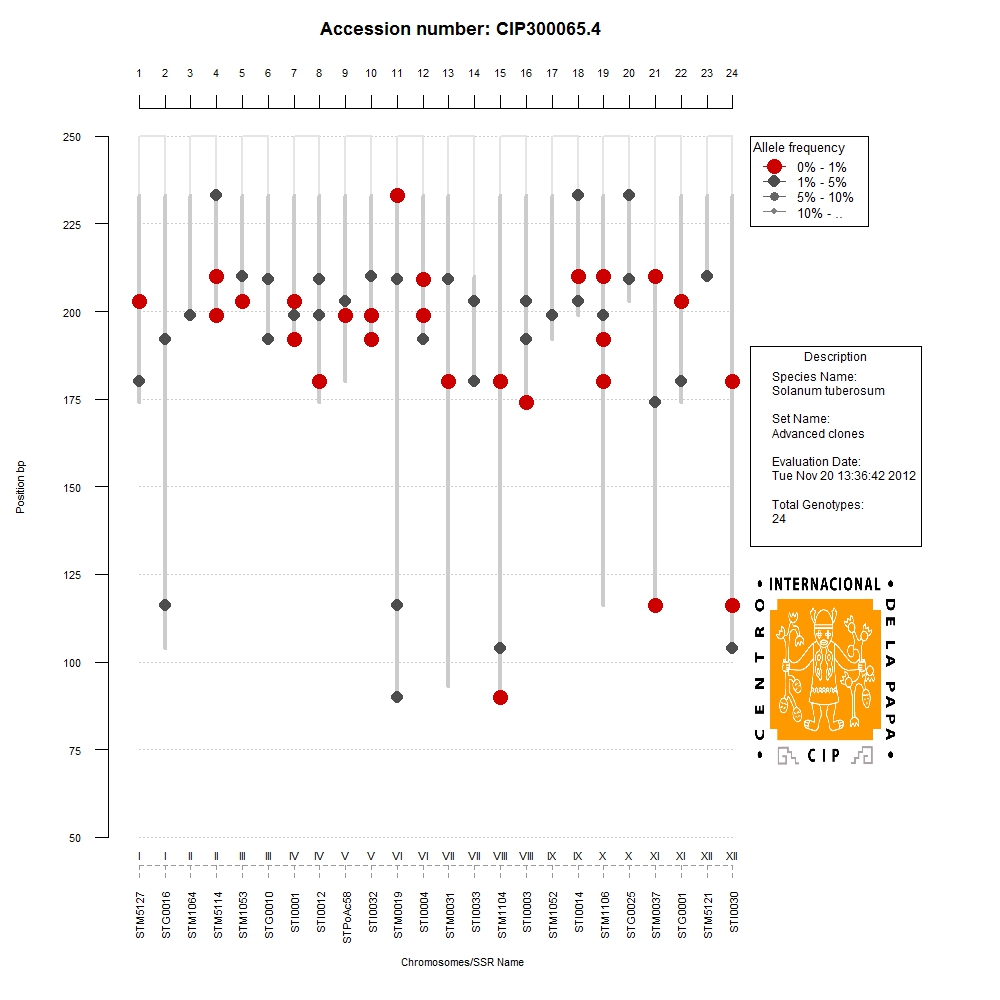 Accession number: CIP300065.4
1 2 3 4 5 6 7 8 9 10 11 12 13 14 15 16 17 18 19 20 21 22 23 24
250
225
200
175
150
125
100
75
50
Position bp
Allele frequency
0% - 1%
1% - 5%
5% - 10%
10% - ..
Description
Species Name:
Solanum tuberosum
Set Name:
Advanced clones
Evaluation Date:
Tue Nov 20 13:36:42 2012
Total Genotypes:
24
• INTERNACIONAL •
CENTRO
DE LA PAPA
• CIP •
I I II II III III IV IV V V VI VI VII VII VIII VIII IX IX X X XI XI XII XII
STM5127
STG0016
STM1064
STM5114
STM1053
STG0010
STI0001
STI0012
STPoAc58
STI0032
STM0019
STI0004
STM0031
STI0033
STM1104
STI0003
STM1052
STI0014
STM1106
STG0025
STM0037
STG0001
STM5121
STI0030
Chromosomes/SSR Name